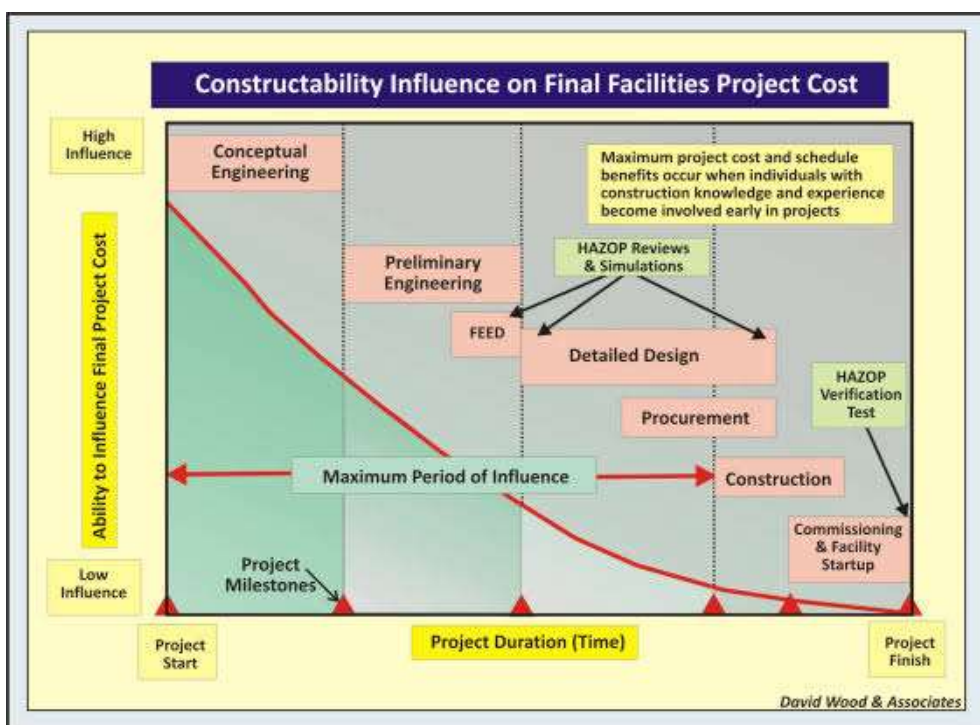 Constructability Influence on Final Facilities Project Cost
High
Influence
Conceptual
Engineering
Maximum project cost and schedule
benefits occur when individuals with
construction knowledge and experience
become involved early in projects
Ability to Influence Final Project Cost
Preliminary
Engineering
HAZOP Reviews
& Simulations
FEED
Detailed Design
HAZOP
Verification
Test
Procurement
Maximum Period of Influence
Construction
Commissioning
& Facility
Startup
Low
Influence
Project
Milestones
Project
Start
Project Duration (Time)
Project
Finish
David Wood & Associates